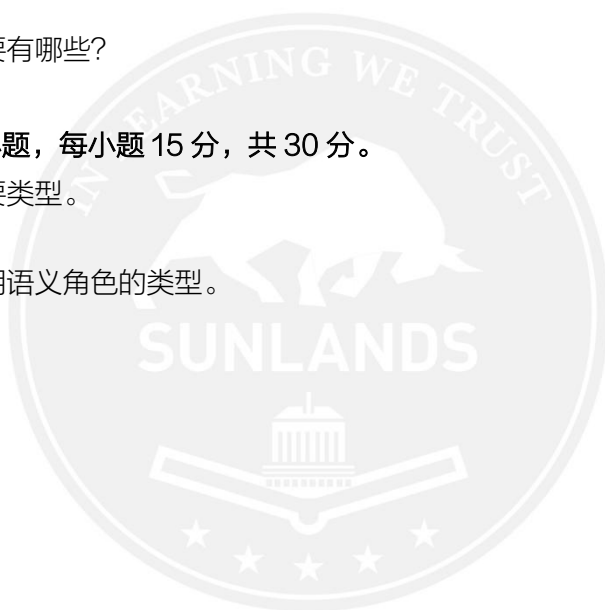 要有哪些？
题，每小题 15 分，共 30 分。
要类型。
明语义角色的类型。
IN LEARNING WE TRUST
SUNLANDS